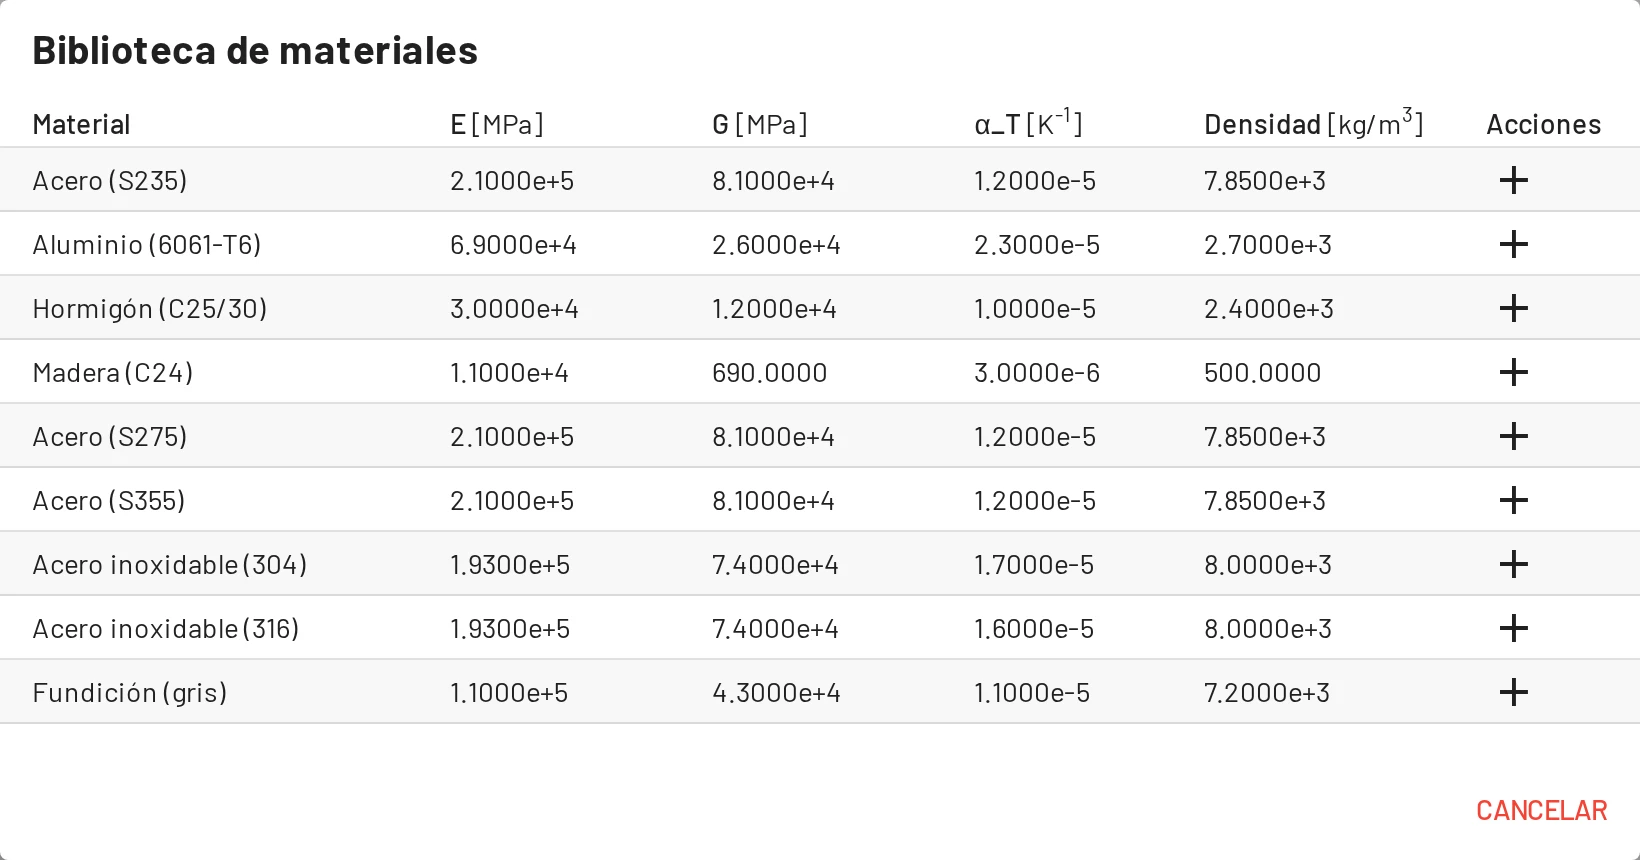 Biblioteca de materiales
Material E [MPa] G [MPa] α_T [K⁻¹] Densidad [kg/m³] Acciones
Acero (S235) 2.1000e+5 8.1000e+4 1.2000e-5 7.8500e+3 +
Aluminio (6061-T6) 6.9000e+4 2.6000e+4 2.3000e-5 2.7000e+3 +
Hormigón (C25/30) 3.0000e+4 1.2000e+4 1.0000e-5 2.4000e+3 +
Madera (C24) 1.1000e+4 690.0000 3.0000e-6 500.0000 +
Acero (S275) 2.1000e+5 8.1000e+4 1.2000e-5 7.8500e+3 +
Acero (S355) 2.1000e+5 8.1000e+4 1.2000e-5 7.8500e+3 +
Acero inoxidable (304) 1.9300e+5 7.4000e+4 1.7000e-5 8.0000e+3 +
Acero inoxidable (316) 1.9300e+5 7.4000e+4 1.6000e-5 8.0000e+3 +
Fundición (gris) 1.1000e+5 4.3000e+4 1.1000e-5 7.2000e+3 +
CANCELAR